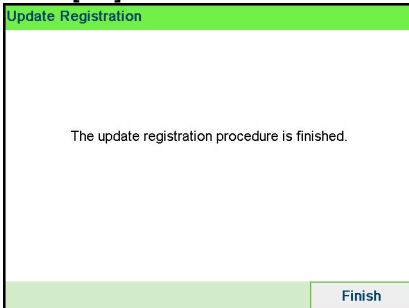 Update Registration
The update registration procedure is finished.
Finish